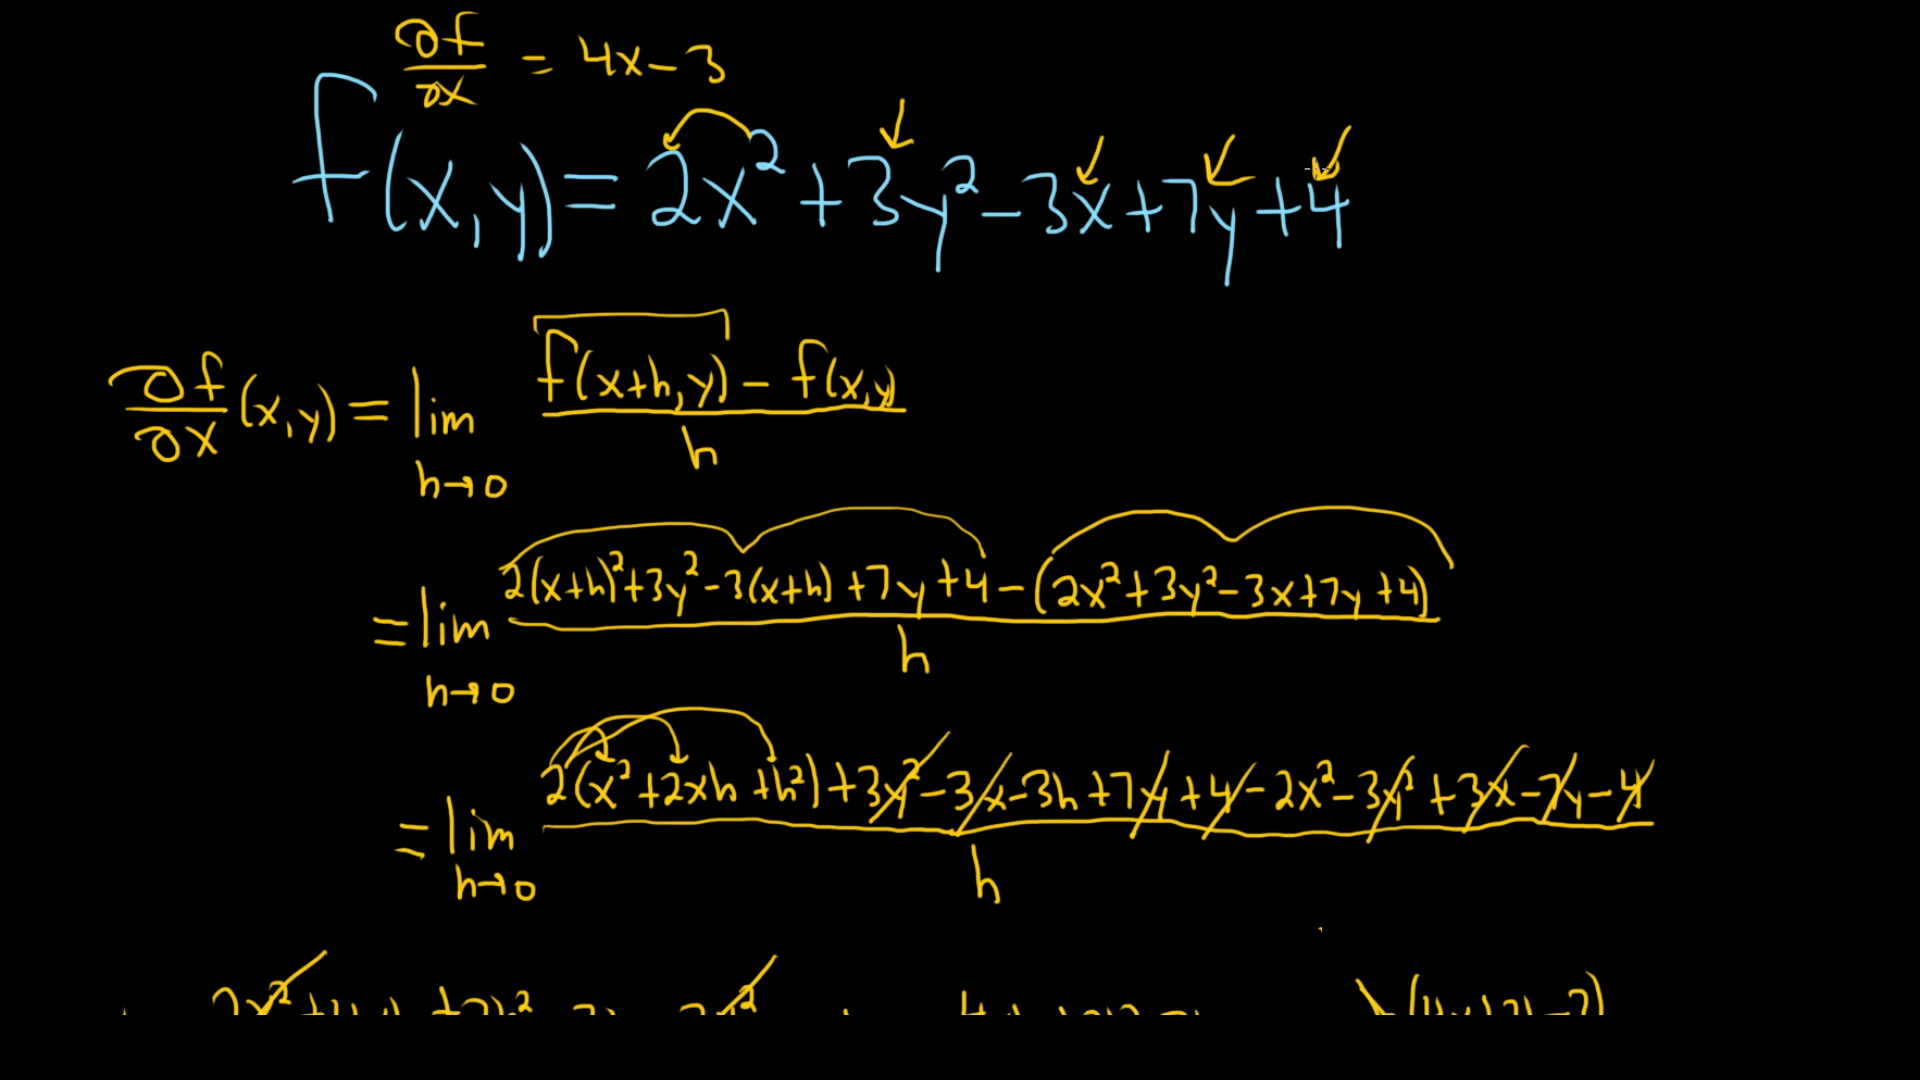 ∂f/∂x = 4x - 3
f(x,y) = 2x² + 3y² - 3x + 7y + 4
∂f/∂x (x,y) = lim h→0 (f(x+h,y) - f(x,y))/h
= lim h→0 (2(x+h)² + 3y² - 3(x+h) + 7y + 4 - (2x² + 3y² - 3x + 7y + 4))/h
= lim h→0 (2(x² + 2xh + h²) + 3y² - 3x - 3h + 7y + 4 - 2x² - 3y² + 3x - 7y - 4)/h